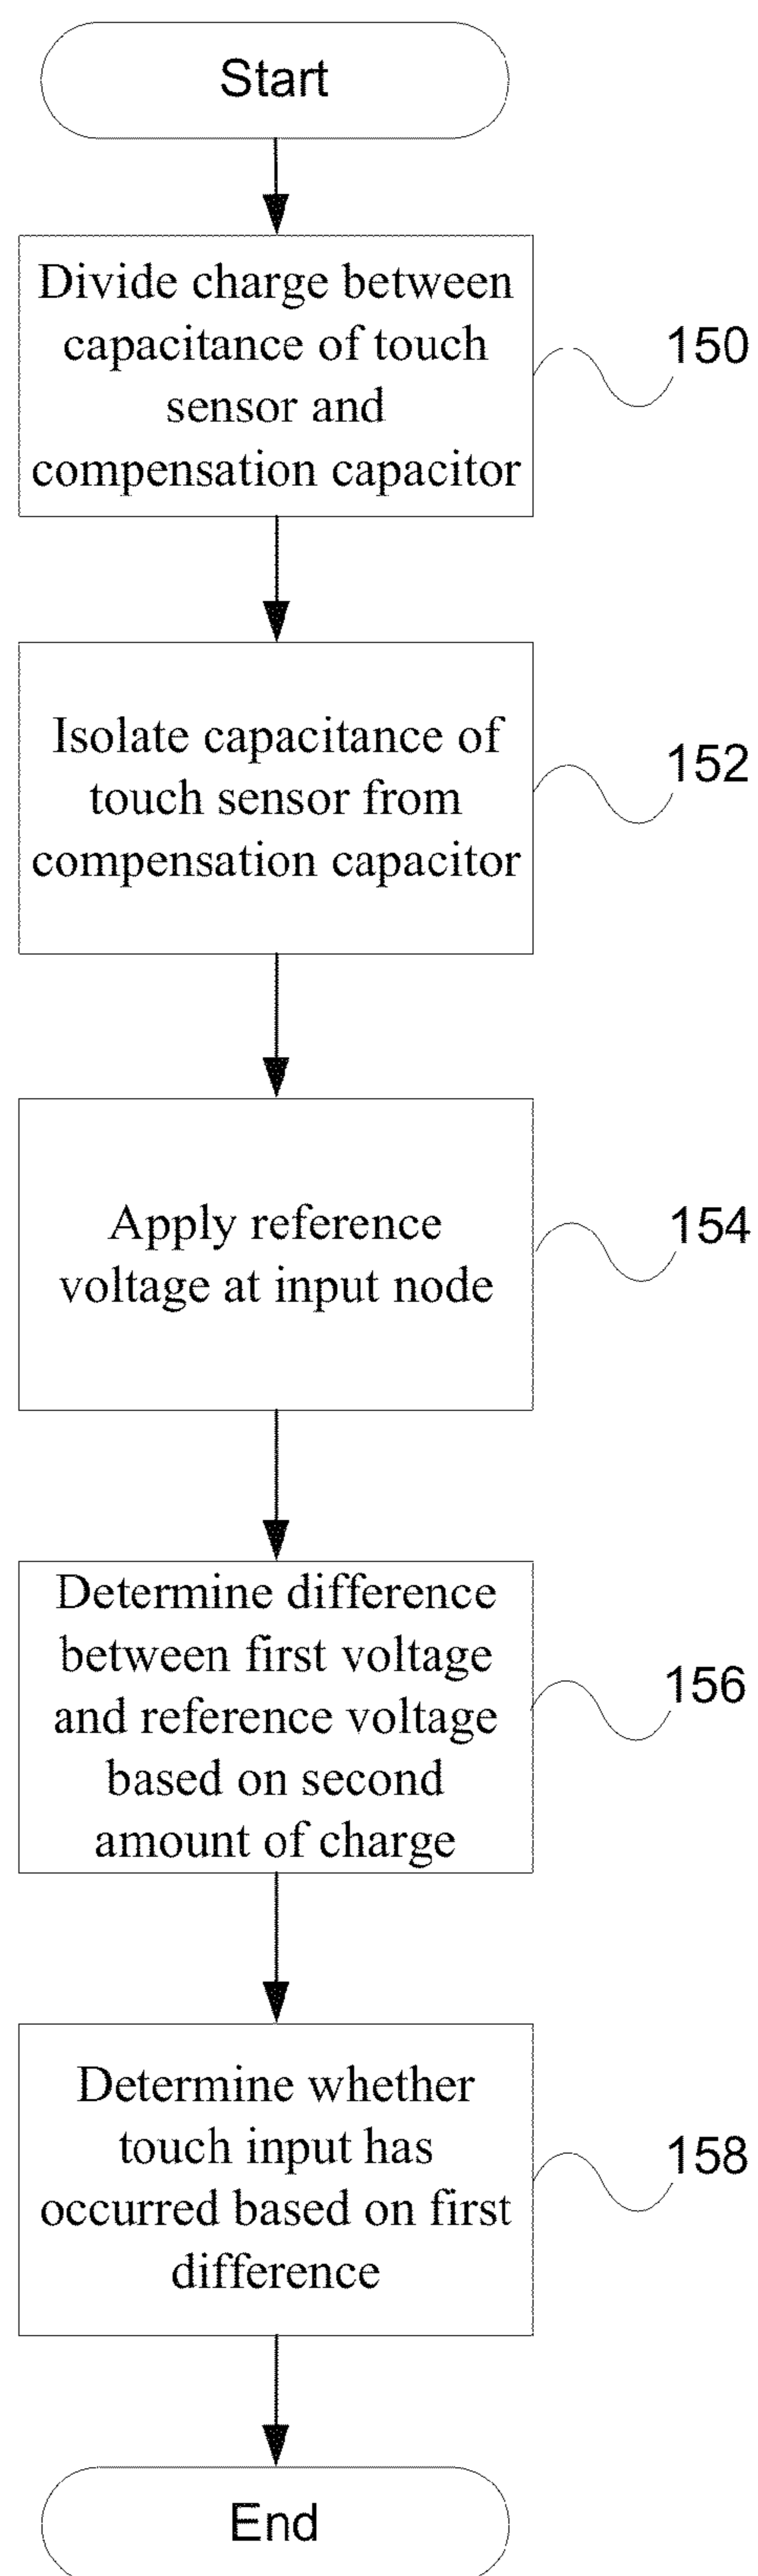 Start
Divide charge between
capacitance of touch
sensor and
compensation capacitor
150
Isolate capacitance of
touch sensor from
compensation capacitor
152
Apply reference
voltage at input node
154
Determine difference
between first voltage
and reference voltage
based on second
amount of charge
156
Determine whether
touch input has
occurred based on first
difference
158
End